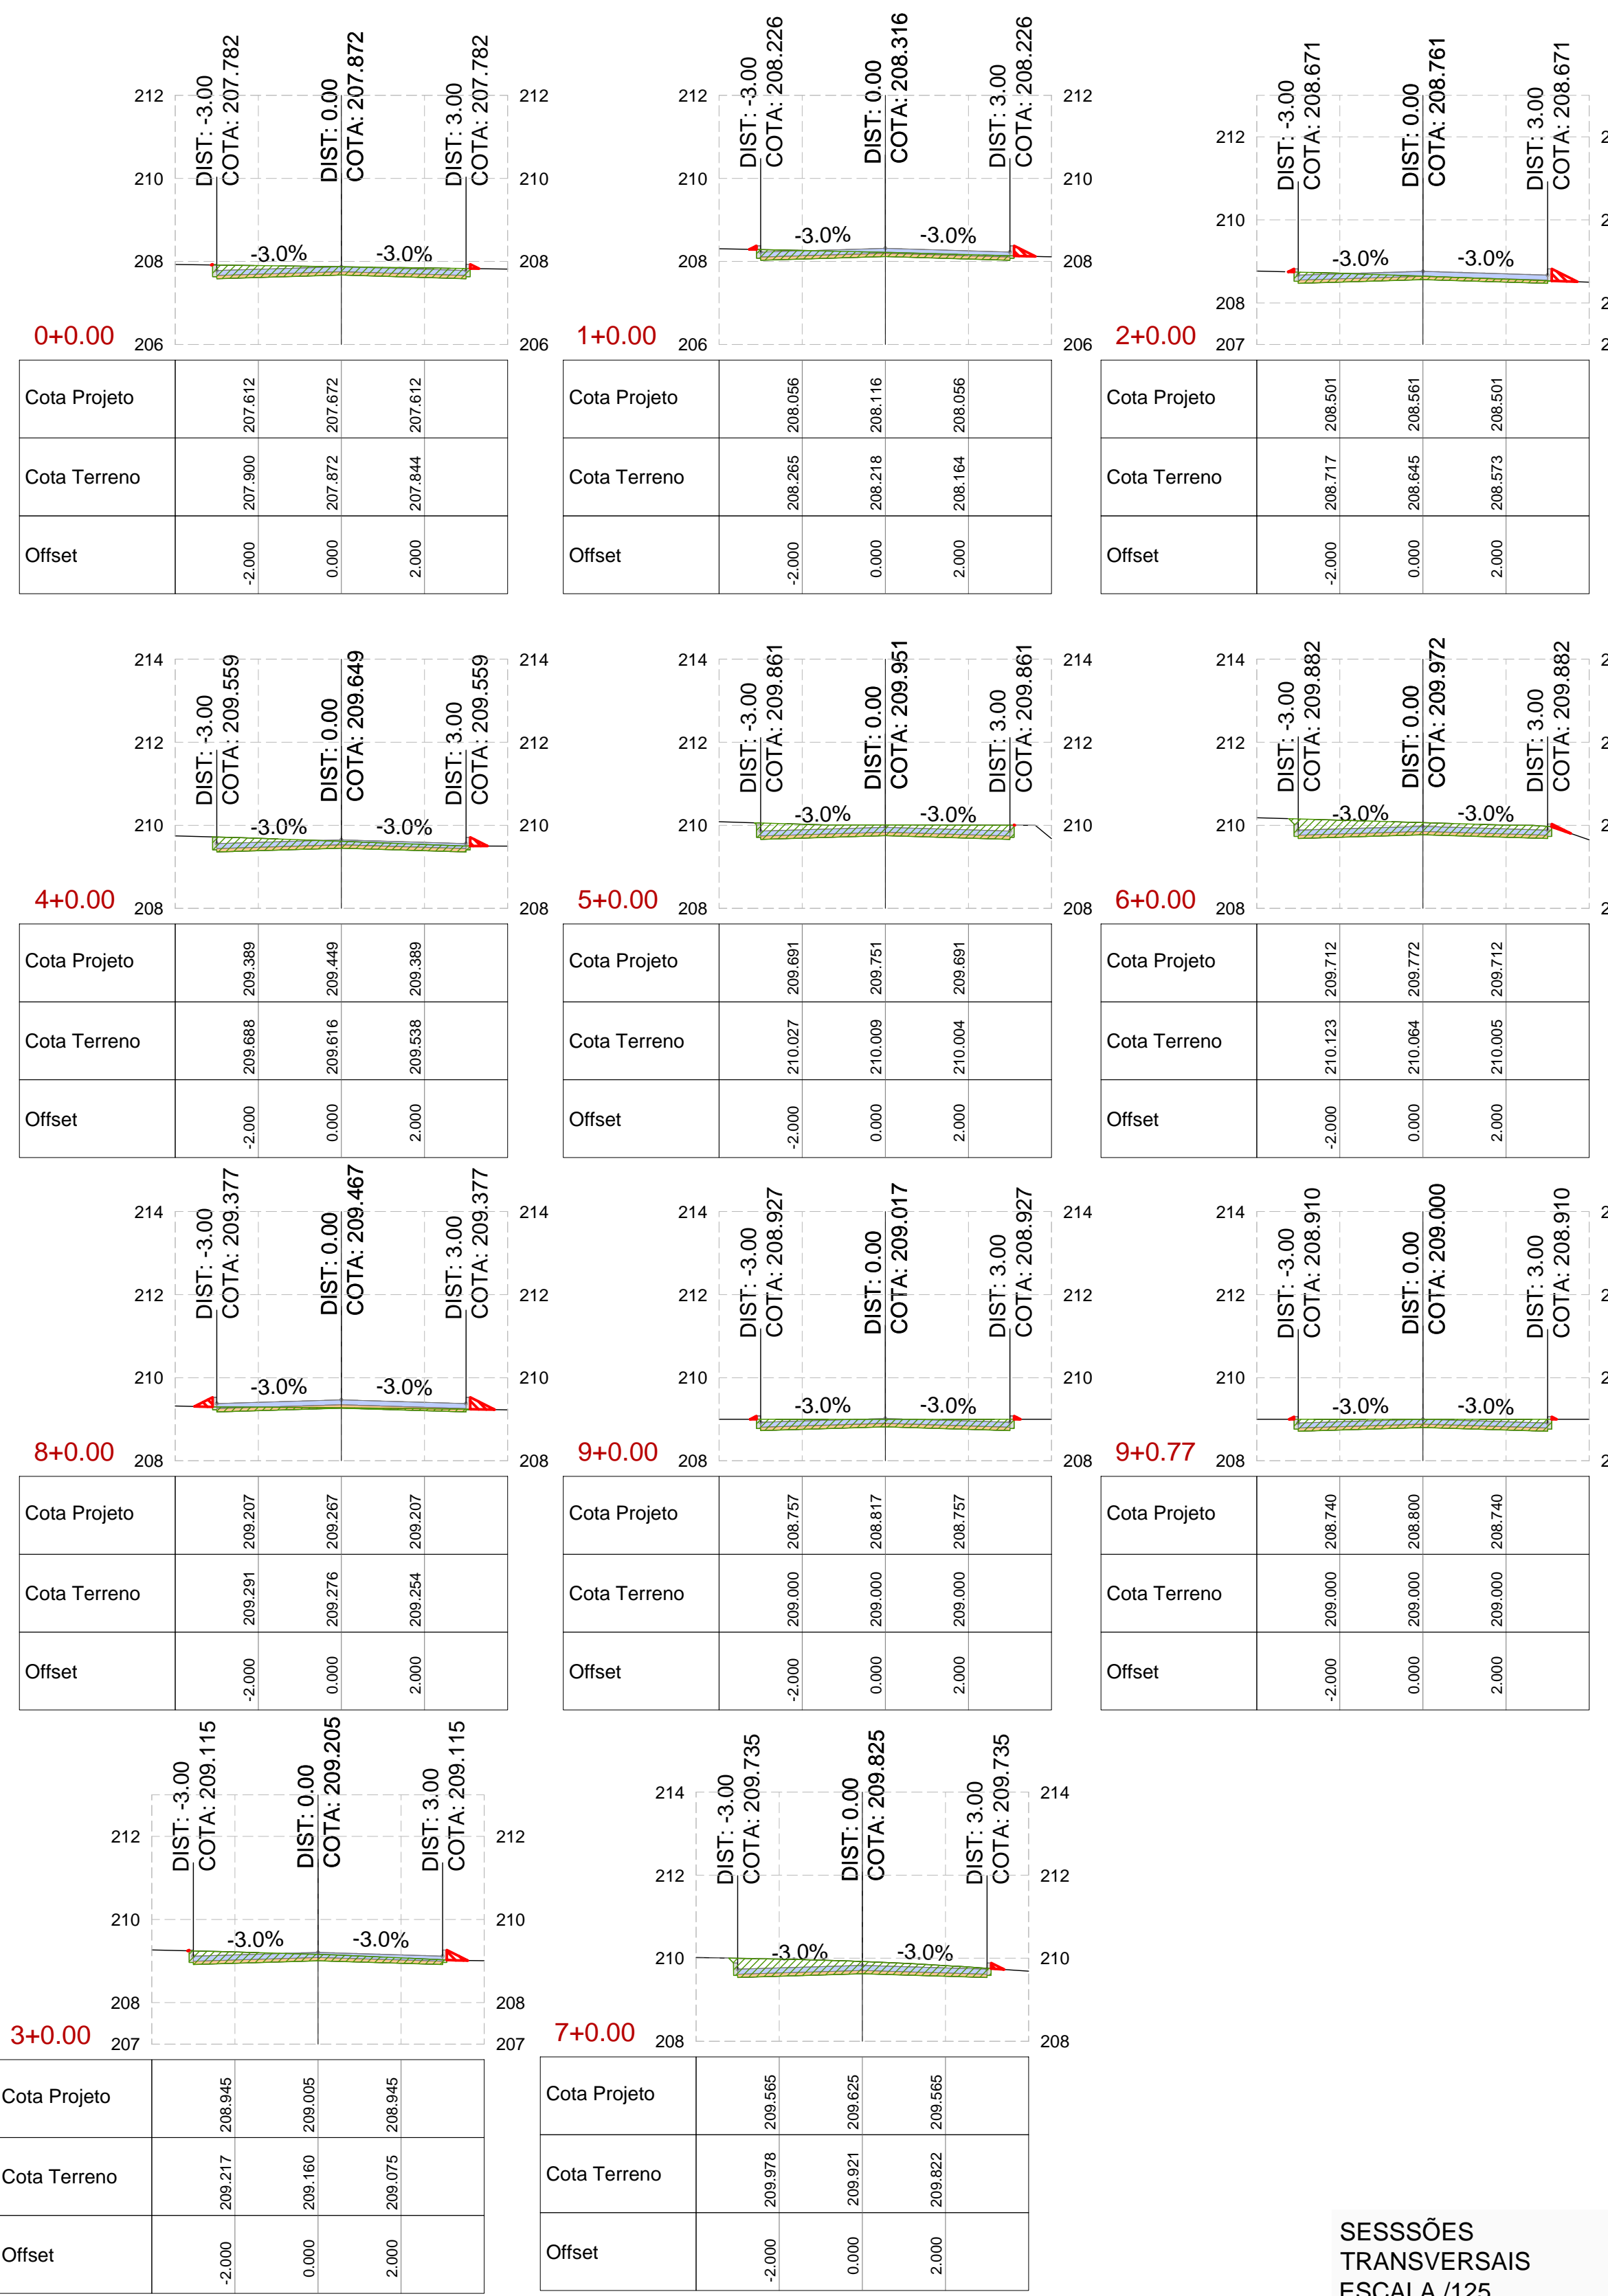 DIST: -3.00
COTA: 207.782
DIST: 0.00
COTA: 207.872
DIST: 3.00
COTA: 207.782
212 212
210 210
208 208
-3.0% -3.0%
0+0.00
206 206
Cota Projeto 207.612 207.672 207.612
Cota Terreno 207.900 207.872 207.844
Offset -2.000 0.000 2.000
DIST: -3.00
COTA: 208.226
DIST: 0.00
COTA: 208.316
DIST: 3.00
COTA: 208.226
212 212
210 210
208 208
-3.0% -3.0%
1+0.00
206 206
Cota Projeto 208.056 208.116 208.056
Cota Terreno 208.265 208.218 208.164
Offset -2.000 0.000 2.000
DIST: -3.00
COTA: 208.671
DIST: 0.00
COTA: 208.761
DIST: 3.00
COTA: 208.671
212 2
210 2
-3.0% -3.0%
208 2
2+0.00
207 2
Cota Projeto 208.501 208.561 208.501
Cota Terreno 208.717 208.645 208.573
Offset -2.000 0.000 2.000
DIST: -3.00
COTA: 209.559
DIST: 0.00
COTA: 209.649
DIST: 3.00
COTA: 209.559
214 214
212 212
210 210
-3.0% -3.0%
4+0.00
208 208
Cota Projeto 209.389 209.449 209.389
Cota Terreno 209.688 209.616 209.538
Offset -2.000 0.000 2.000
DIST: -3.00
COTA: 209.861
DIST: 0.00
COTA: 209.951
DIST: 3.00
COTA: 209.861
214 214
212 212
210 210
-3.0% -3.0%
5+0.00
208 208
Cota Projeto 209.691 209.751 209.691
Cota Terreno 210.027 210.009 210.004
Offset -2.000 0.000 2.000
DIST: -3.00
COTA: 209.882
DIST: 0.00
COTA: 209.972
DIST: 3.00
COTA: 209.882
214 2
212 2
210 2
-3.0% -3.0%
6+0.00
208 2
Cota Projeto 209.712 209.772 209.712
Cota Terreno 210.123 210.064 210.005
Offset -2.000 0.000 2.000
DIST: -3.00
COTA: 209.377
DIST: 0.00
COTA: 209.467
DIST: 3.00
COTA: 209.377
214 214
212 212
210 210
-3.0% -3.0%
8+0.00
208 208
Cota Projeto 209.207 209.267 209.207
Cota Terreno 209.291 209.276 209.254
Offset -2.000 0.000 2.000
DIST: -3.00
COTA: 208.927
DIST: 0.00
COTA: 209.017
DIST: 3.00
COTA: 208.927
214 214
212 212
210 210
-3.0% -3.0%
9+0.00
208 208
Cota Projeto 208.757 208.817 208.757
Cota Terreno 209.000 209.000 209.000
Offset -2.000 0.000 2.000
DIST: -3.00
COTA: 208.910
DIST: 0.00
COTA: 209.000
DIST: 3.00
COTA: 208.910
214 2
212 2
210 2
-3.0% -3.0%
9+0.77
208 2
Cota Projeto 208.740 208.800 208.740
Cota Terreno 209.000 209.000 209.000
Offset -2.000 0.000 2.000
DIST: -3.00
COTA: 209.115
DIST: 0.00
COTA: 209.205
DIST: 3.00
COTA: 209.115
212 212
210 210
-3.0% -3.0%
208 208
3+0.00
207 207
Cota Projeto 208.945 209.005 208.945
Cota Terreno 209.217 209.160 209.075
Offset -2.000 0.000 2.000
DIST: -3.00
COTA: 209.735
DIST: 0.00
COTA: 209.825
DIST: 3.00
COTA: 209.735
214 214
212 212
210 210
-3.0% -3.0%
7+0.00
208 208
Cota Projeto 209.565 209.625 209.565
Cota Terreno 209.978 209.921 209.822
Offset -2.000 0.000 2.000
SESSSÕES
TRANSVERSAIS
ESCALA /125